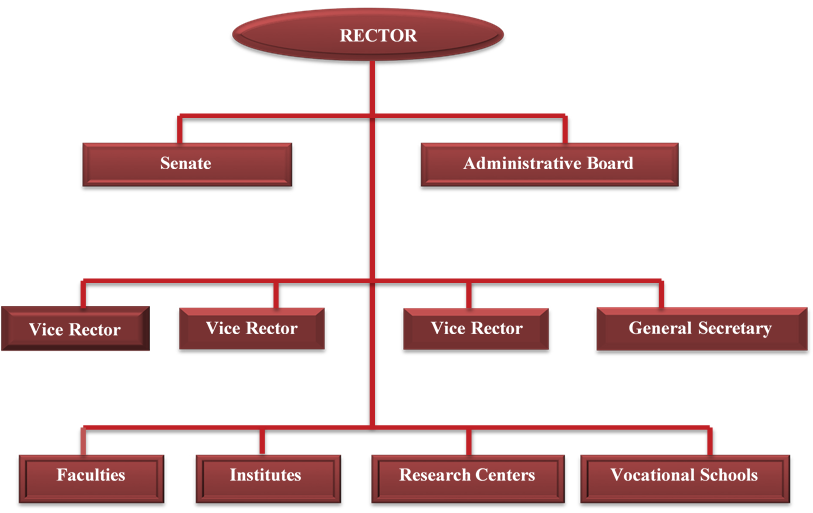 RECTOR
Senate
Administrative Board
Vice Rector
Vice Rector
Vice Rector
General Secretary
Faculties
Institutes
Research Centers
Vocational Schools